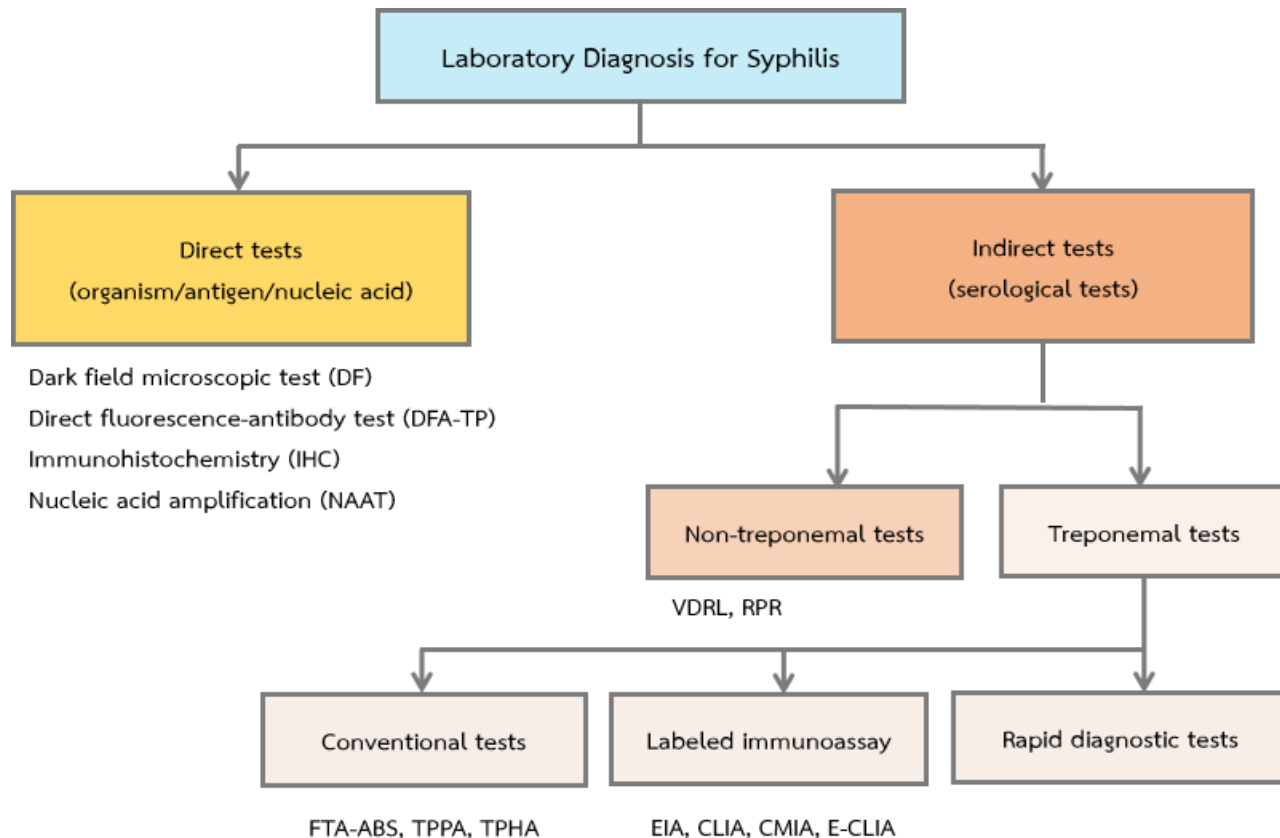 Laboratory Diagnosis for Syphilis
Direct tests
(organism/antigen/nucleic acid)
Indirect tests
(serological tests)
Dark field microscopic test (DF)
Direct fluorescence-antibody test (DFA-TP)
Immunohistochemistry (IHC)
Nucleic acid amplification (NAAT)
Non-treponemal tests
Treponemal tests
VDRL, RPR
Conventional tests
Labeled immunoassay
Rapid diagnostic tests
FTA-ABS, TPPA, TPHA
EIA, CLIA, CMIA, E-CLIA